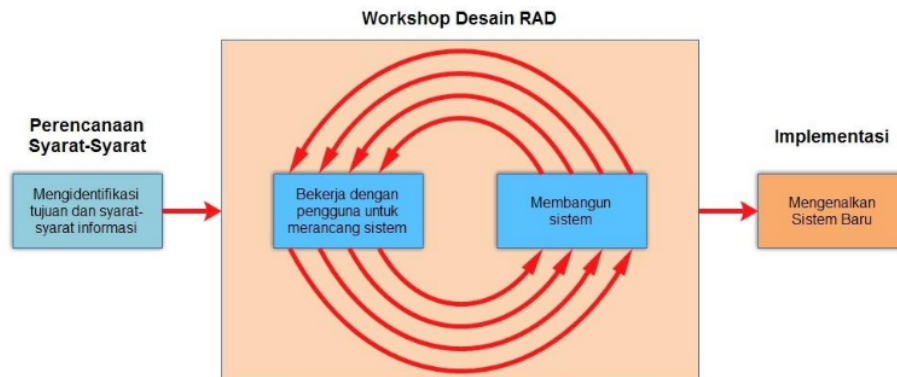 Workshop Desain RAD
Perencanaan
Syarat-Syarat
Mengidentifikasi
tujuan dan syarat-
syarat informasi
Bekerja dengan
pengguna untuk
merancang sistem
Membangun
sistem
Implementasi
Mengenalkan
Sistem Baru